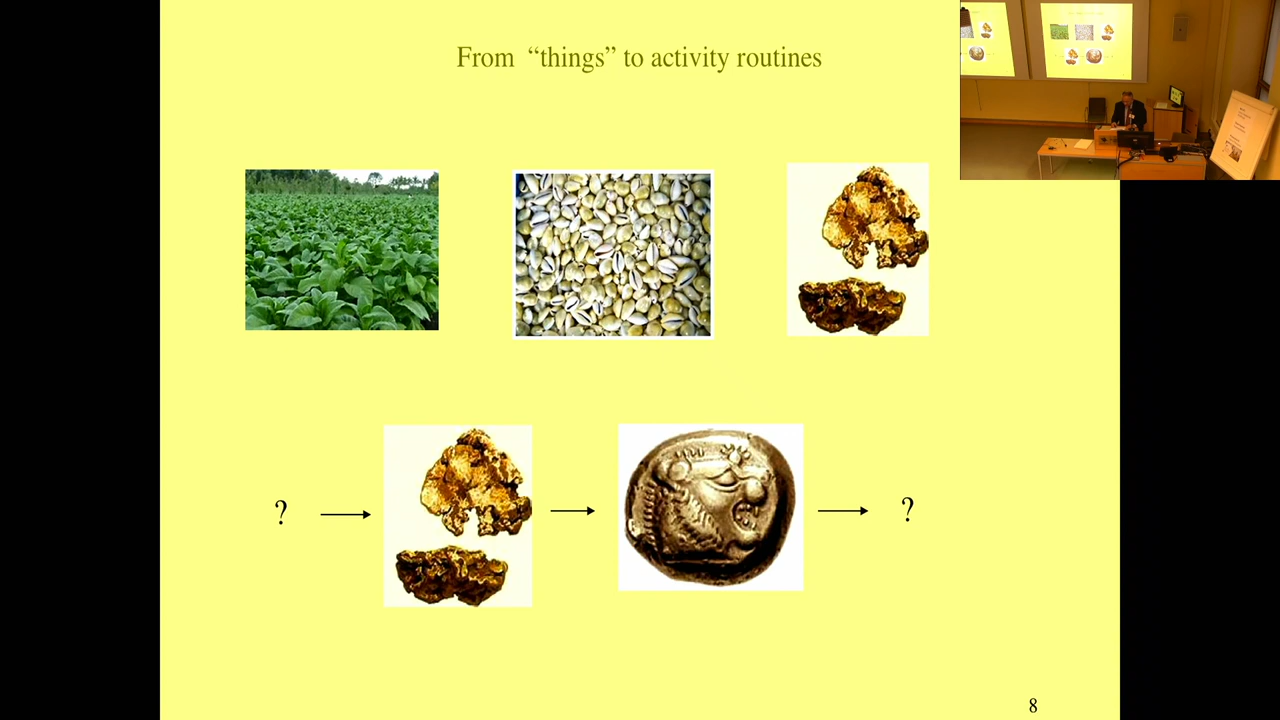 From “things” to activity routines
? ?
8